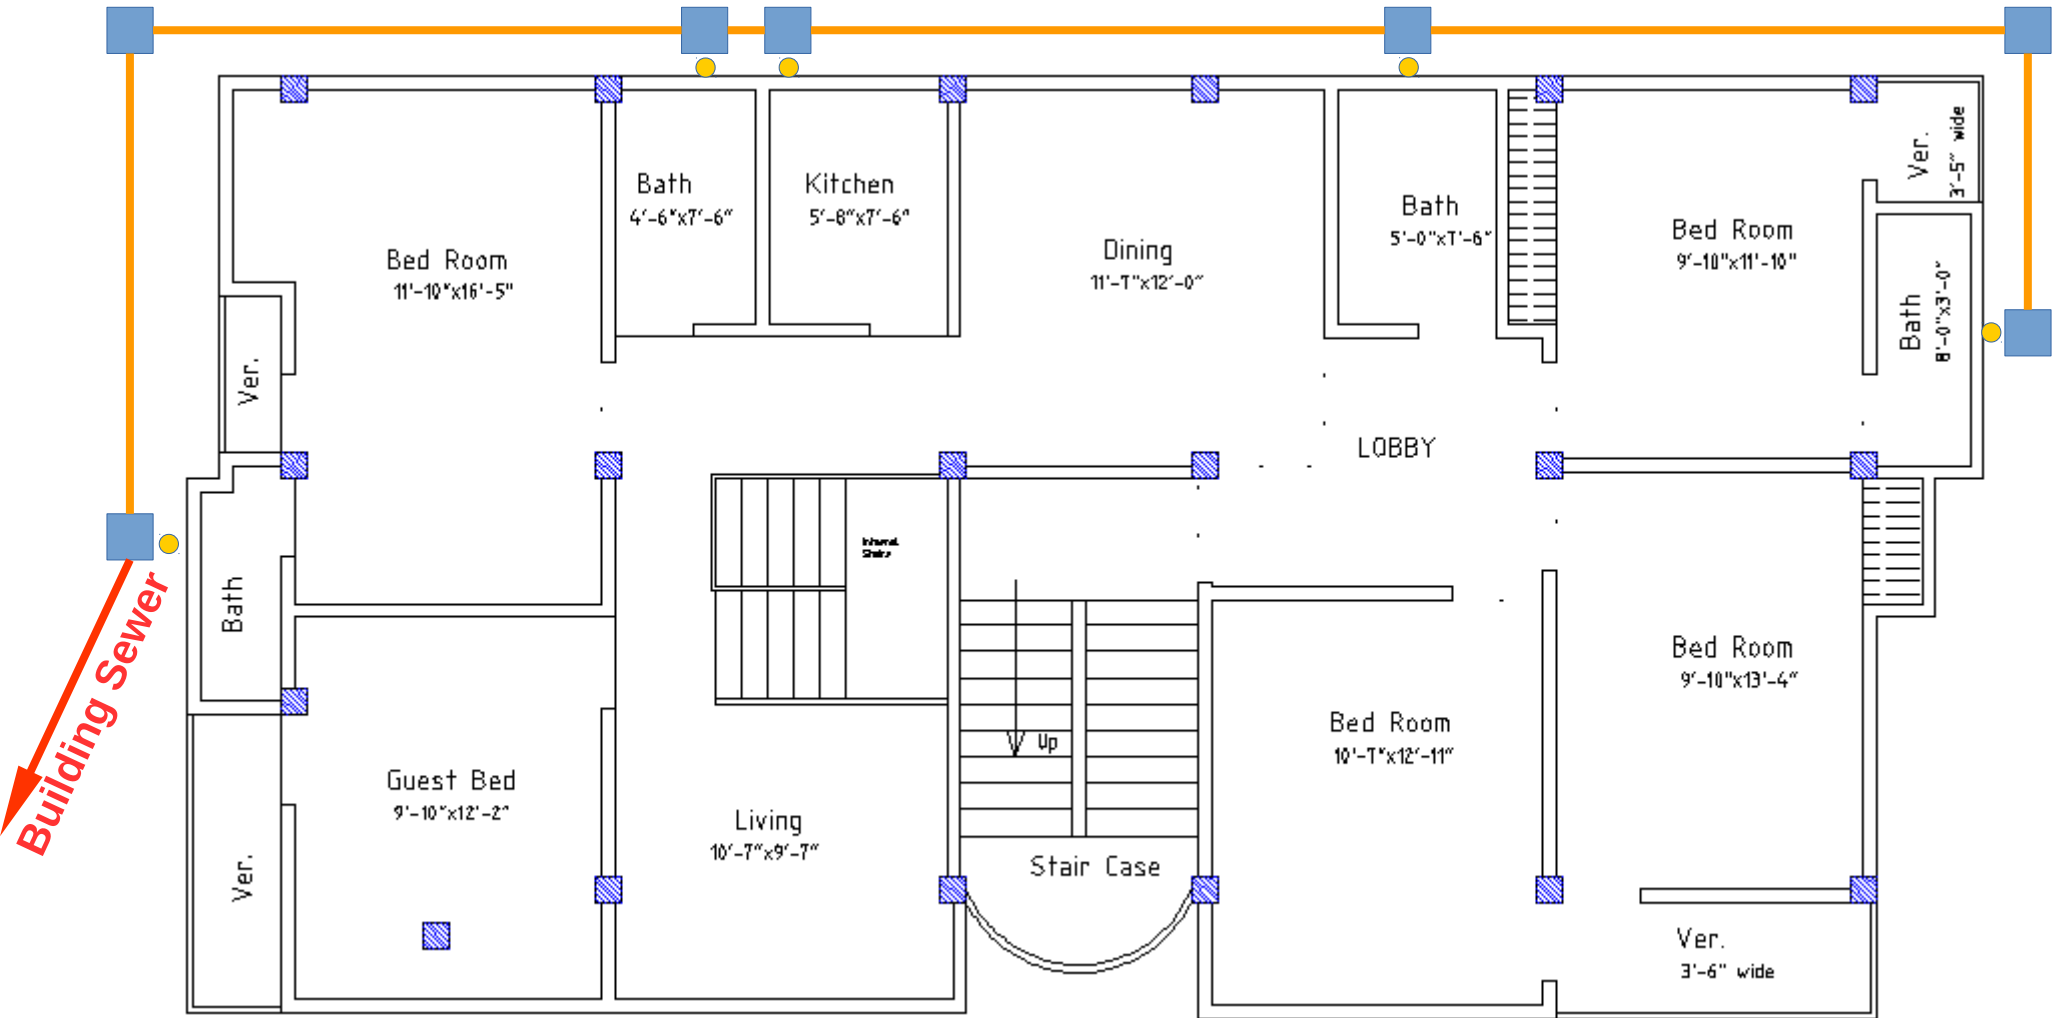 Bed Room
11'-10"x16'-5"
Bath
4'-6"x7'-6"
Kitchen
5'-8"x7'-6"
Dining
11'-7"x12'-0"
Bath
5'-0"x7'-6"
Bed Room
9'-10"x11'-10"
Ver.
3'-5" wide
Bath
8'-0"x3'-0"
Ver.
LOBBY
Internal
Stairs
Bath
Building Sewer
Bed Room
9'-10"x13'-4"
Bed Room
10'-7"x12'-11"
Up
Guest Bed
9'-10"x12'-2"
Living
10'-7"x9'-7"
Stair Case
Ver.
Ver.
3'-6" wide